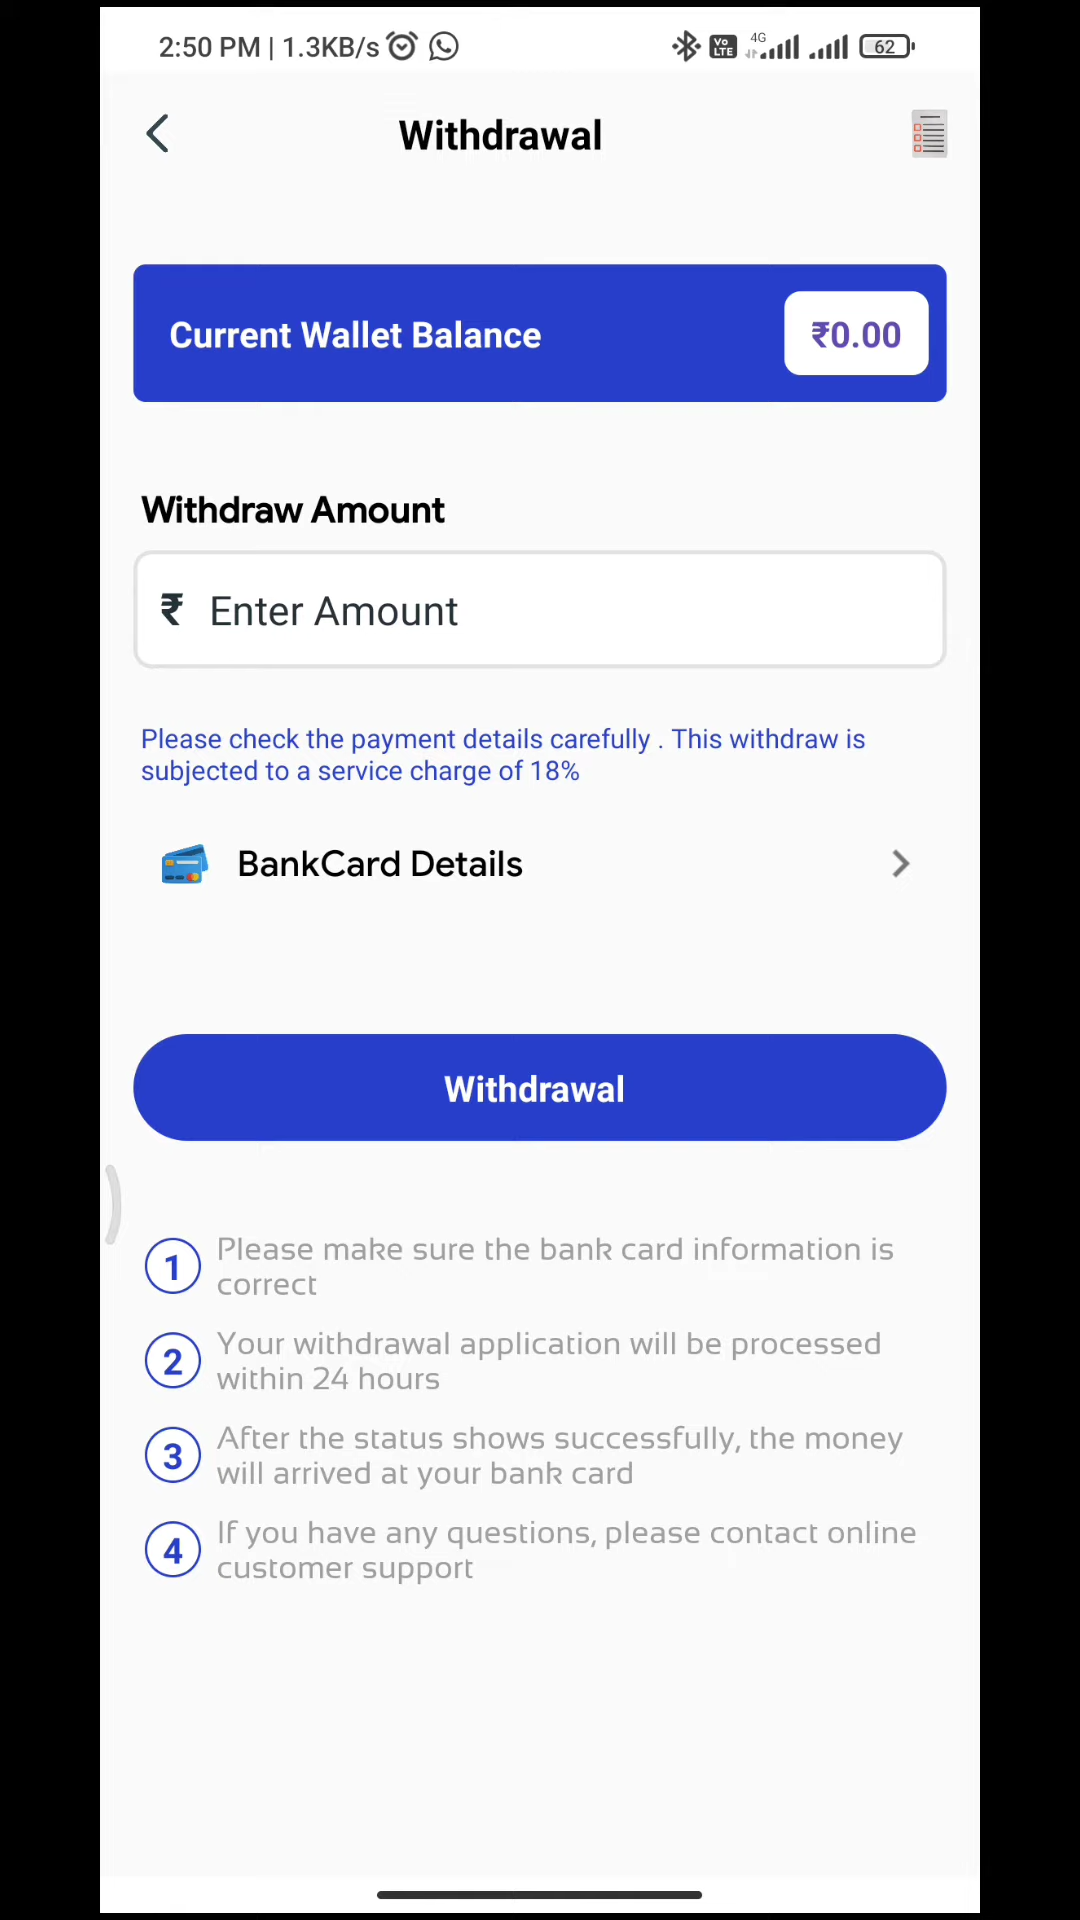 2:50 PM | 1.3KB/s Vo LTE 4G 62
Withdrawal
Current Wallet Balance ₹0.00
Withdraw Amount
₹ Enter Amount
Please check the payment details carefully . This withdraw is
subjected to a service charge of 18%
BankCard Details
Withdrawal
1 Please make sure the bank card information is
correct
2 Your withdrawal application will be processed
within 24 hours
3 After the status shows successfully, the money
will arrived at your bank card
4 If you have any questions, please contact online
customer support